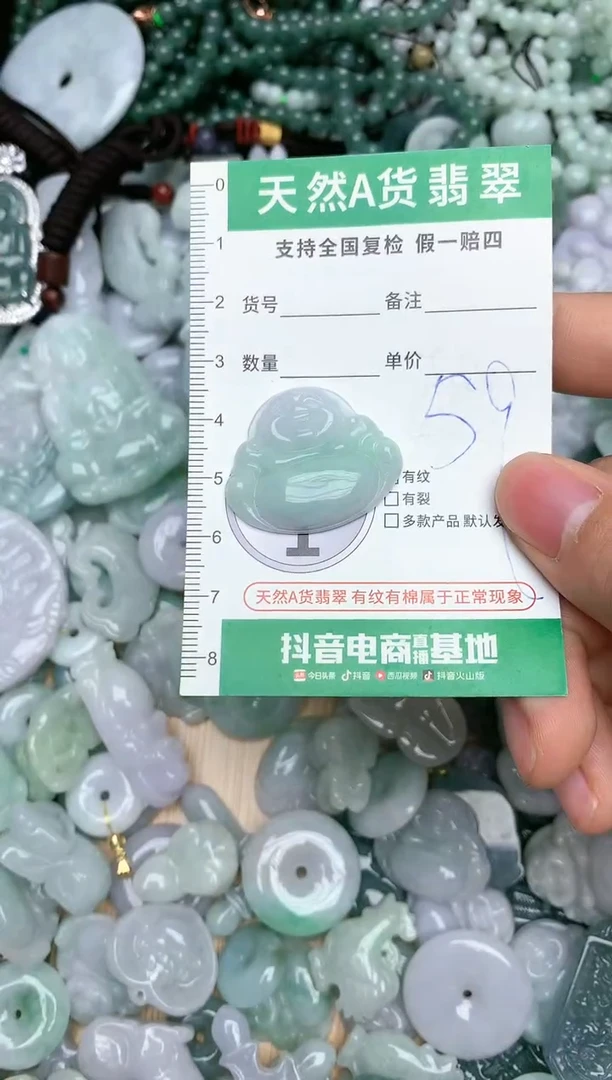 天然A货翡翠
支持全国复检 假一赔四
0
1
2
3
4
5
6
7
8
货号 备注
数量 单价
59
有纹
有裂
多款产品 默认发
天然A货翡翠 有纹有棉属于正常现象
抖音电商直播基地
今日头条 抖音 西瓜视频 抖音火山版